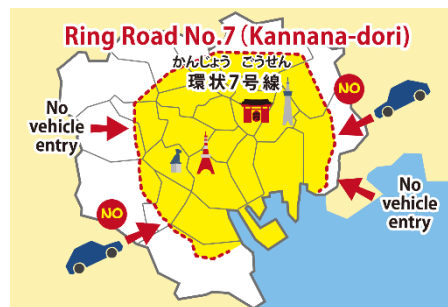 Ring Road No.7 (Kannana-dori)
かんじょう ごうせん
環状7号線
NO
No
vehicle
entry
No
vehicle
entry
NO